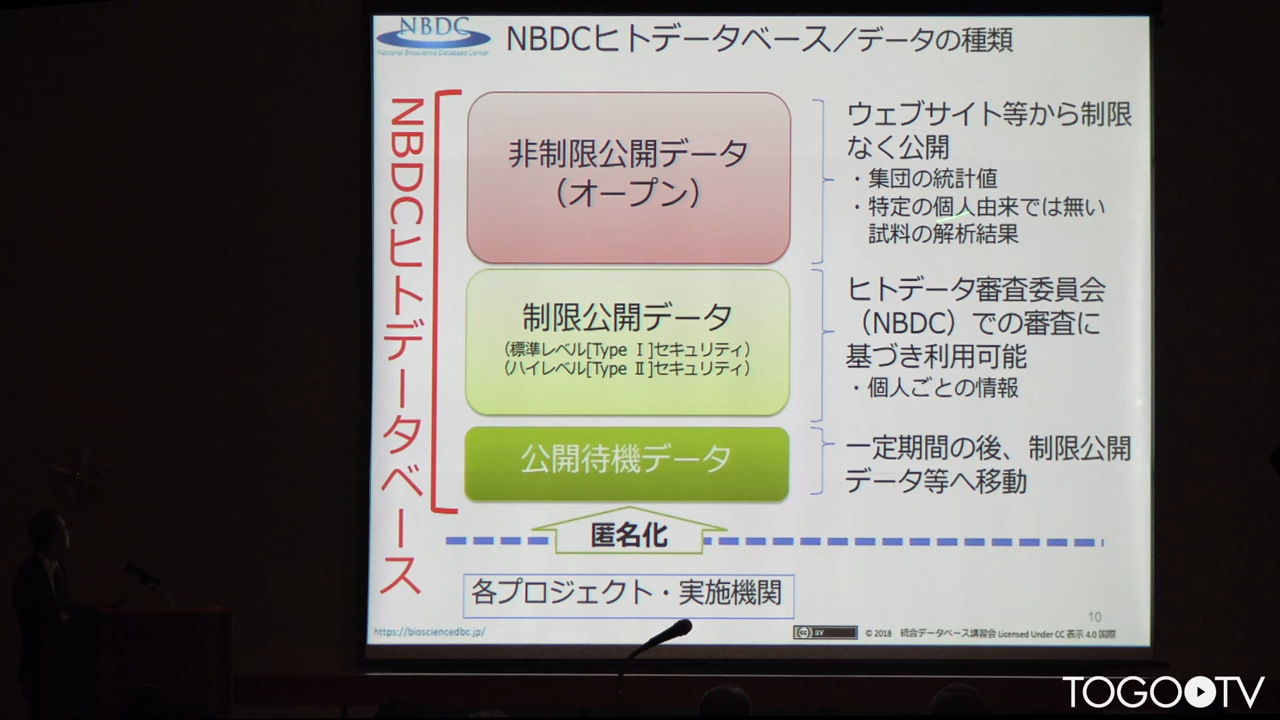 NBDC
National Bioscience Database Center
NBDCヒトデータベース／データの種類
NBDCヒトデータベース
非制限公開データ
（オープン）
ウェブサイト等から制限
なく公開
・集団の統計値
・特定の個人由来では無い
試料の解析結果
制限公開データ
（標準レベル[Type Ⅰ]セキュリティ）
（ハイレベル[Type Ⅱ]セキュリティ）
ヒトデータ審査委員会
（NBDC）での審査に
基づき利用可能
・個人ごとの情報
公開待機データ
一定期間の後、制限公開
データ等へ移動
匿名化
各プロジェクト・実施機関
10
https://biosciencedbc.jp/
cc BY
© 2018 統合データベース講習会 Licensed Under CC 表示 4.0 国際
TOGO TV